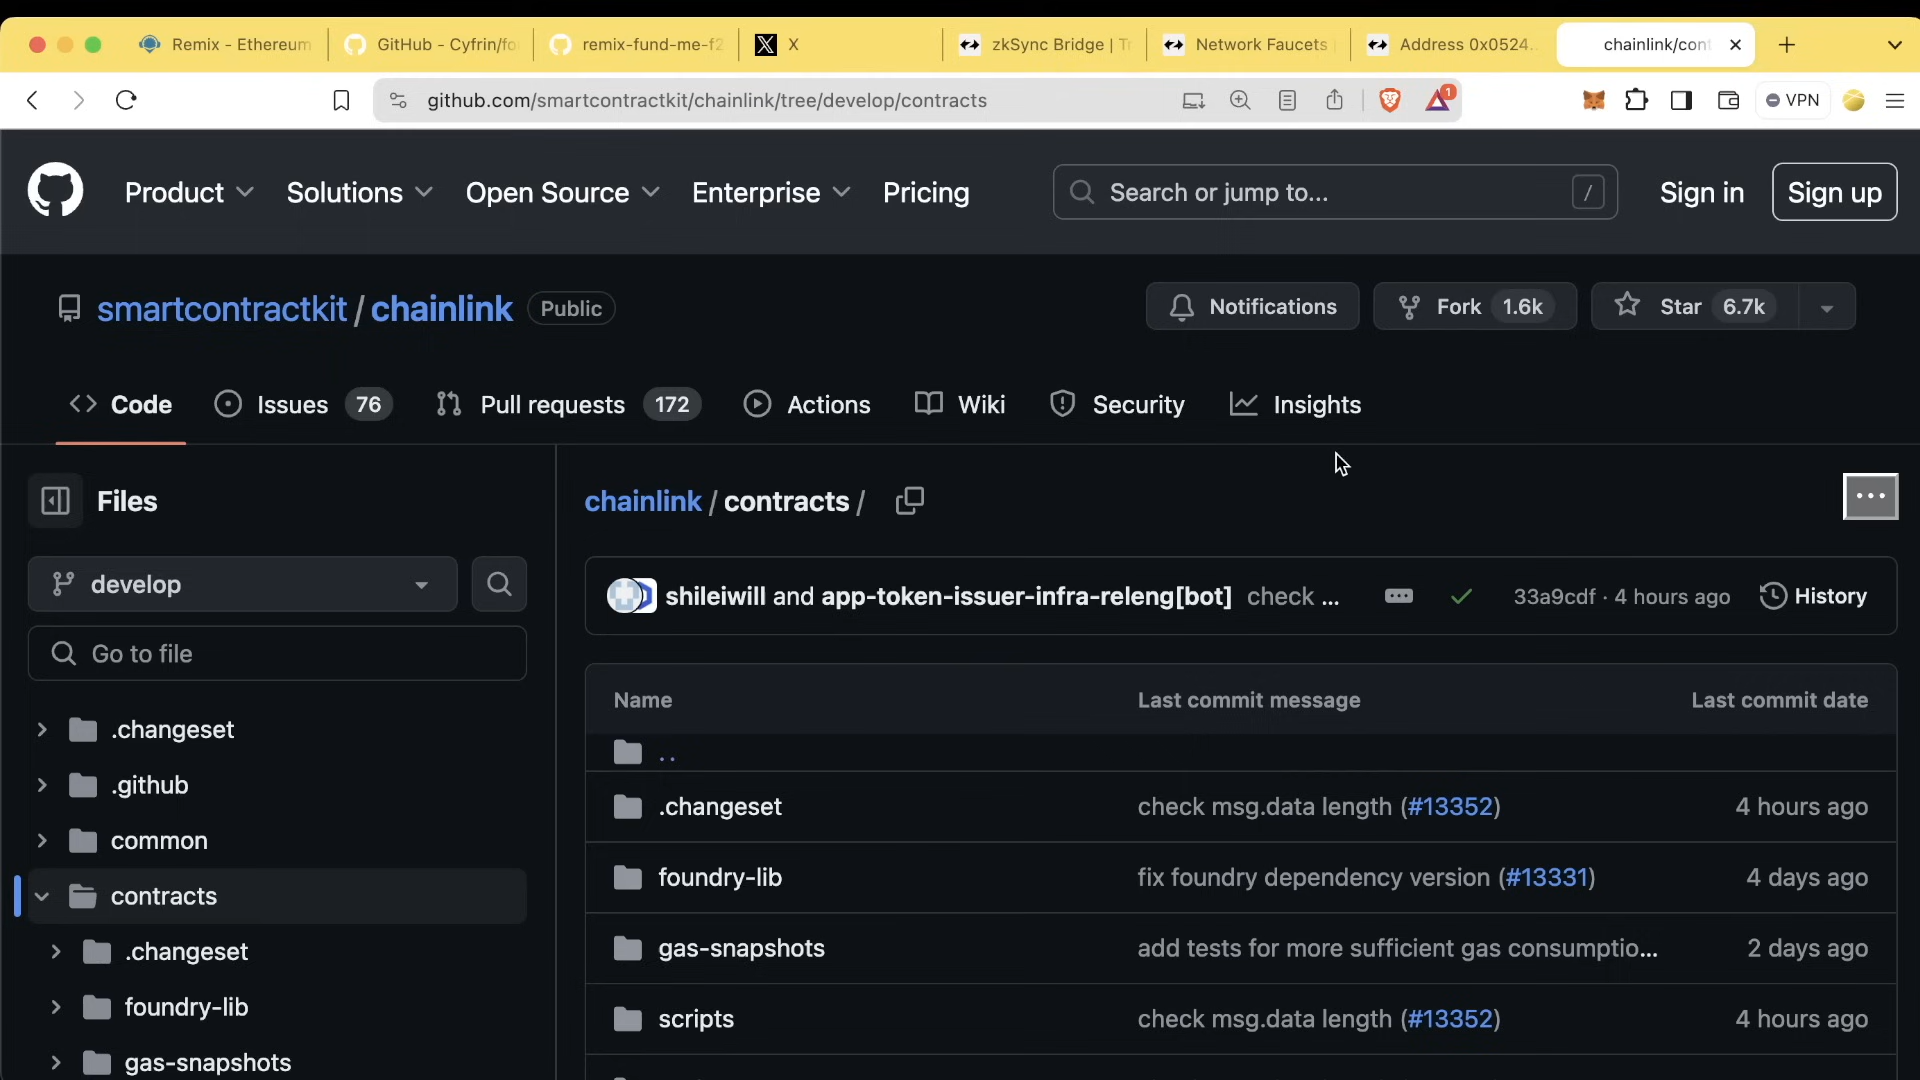 Remix - Ethereum
GitHub - Cyfrin/fo
remix-fund-me-f2
X
zkSync Bridge | Tr
Network Faucets
Address 0x0524...
chainlink/cont
github.com/smartcontractkit/chainlink/tree/develop/contracts
1
VPN
Product
Solutions
Open Source
Enterprise
Pricing
Search or jump to...
/
Sign in
Sign up
smartcontractkit / chainlink
Public
Notifications
Fork 1.6k
Star 6.7k
Code
Issues 76
Pull requests 172
Actions
Wiki
Security
Insights
Files
chainlink / contracts /
develop
shileiwill and app-token-issuer-infra-releng[bot] check ...
33a9cdf · 4 hours ago
History
Go to file
Name
Last commit message
Last commit date
.changeset
.github
common
contracts
.changeset
foundry-lib
gas-snapshots
..
.changeset
check msg.data length (#13352)
4 hours ago
foundry-lib
fix foundry dependency version (#13331)
4 days ago
gas-snapshots
add tests for more sufficient gas consumptio...
2 days ago
scripts
check msg.data length (#13352)
4 hours ago